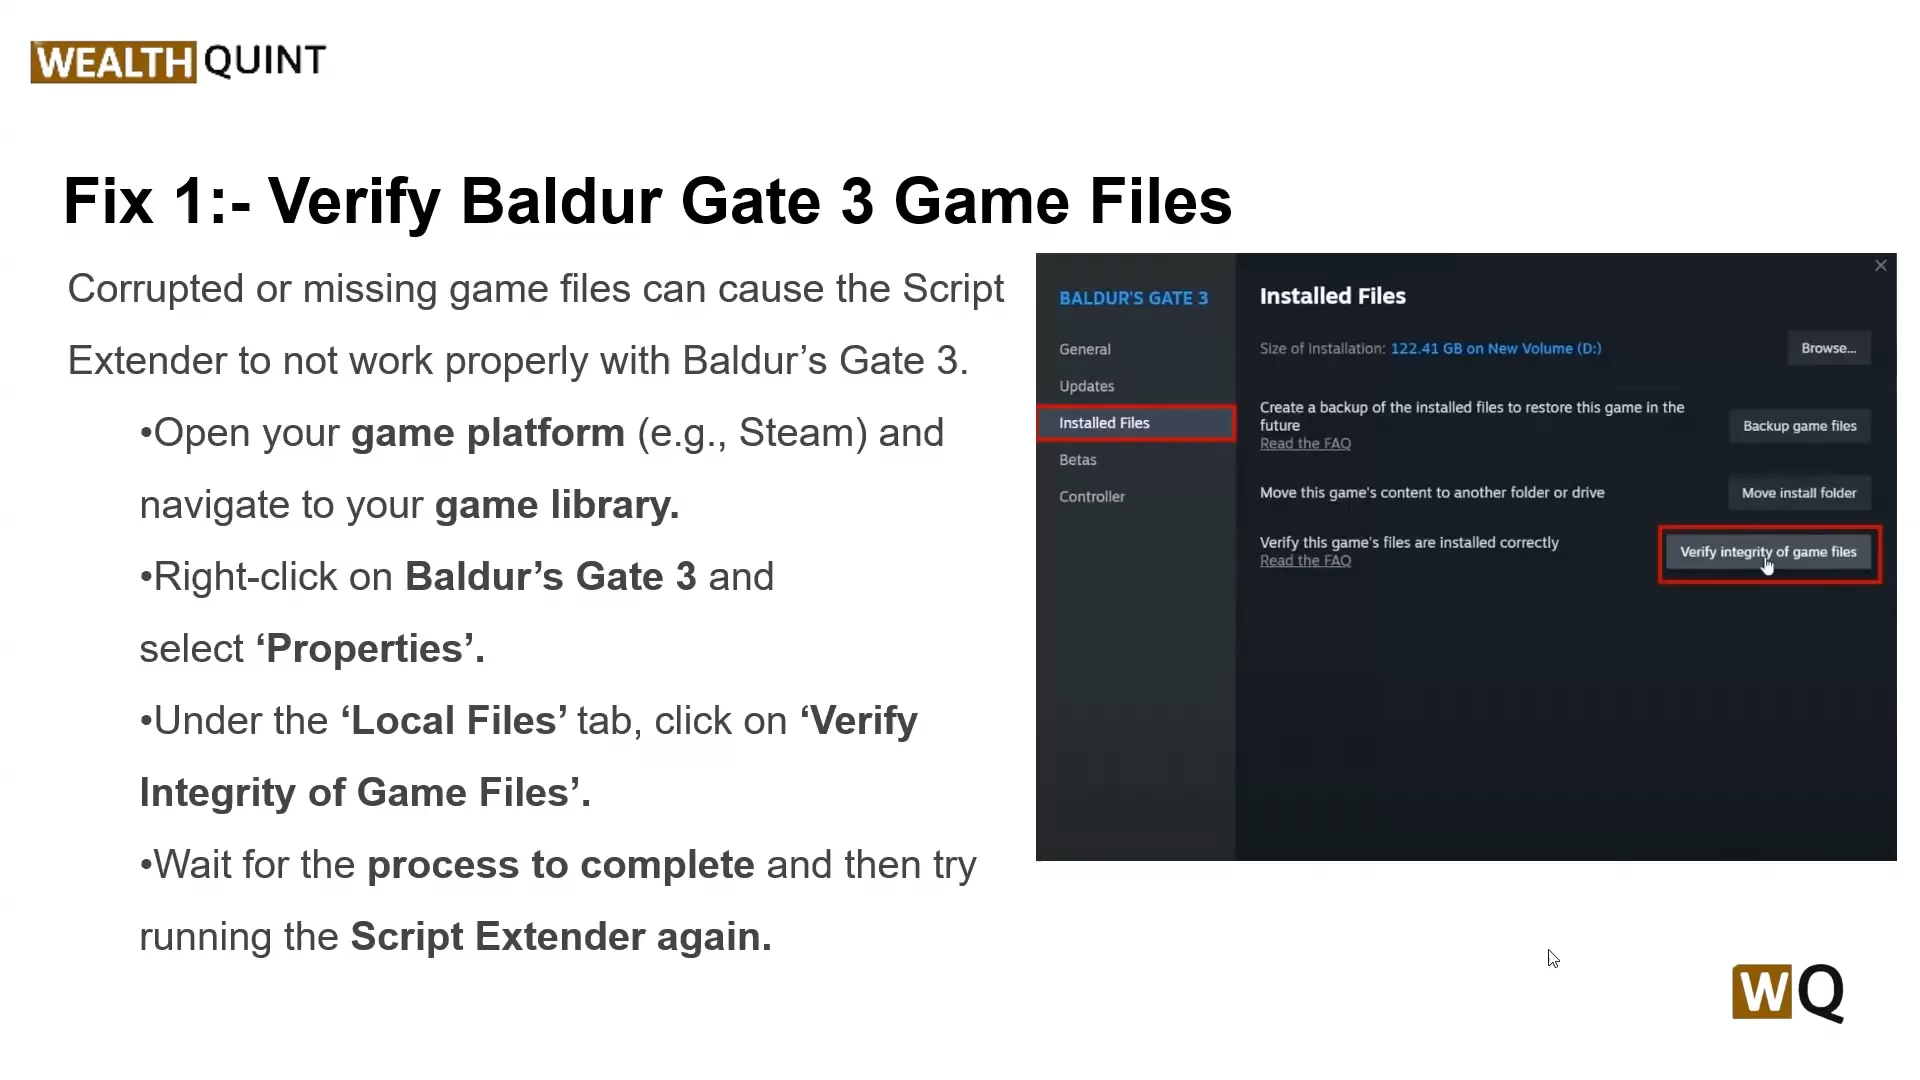 WEALTH QUINT
Fix 1:- Verify Baldur Gate 3 Game Files
Corrupted or missing game files can cause the Script
Extender to not work properly with Baldur’s Gate 3.
•Open your game platform (e.g., Steam) and
navigate to your game library.
•Right-click on Baldur’s Gate 3 and
select ‘Properties’.
•Under the ‘Local Files’ tab, click on ‘Verify
Integrity of Game Files’.
•Wait for the process to complete and then try
running the Script Extender again.
BALDUR'S GATE 3
General
Updates
Installed Files
Betas
Controller
Installed Files
Size of Installation: 122.41 GB on New Volume (D:)
Browse...
Create a backup of the installed files to restore this game in the
future
Read the FAQ
Backup game files
Move this game's content to another folder or drive
Move install folder
Verify this game's files are installed correctly
Read the FAQ
Verify integrity of game files
WQ